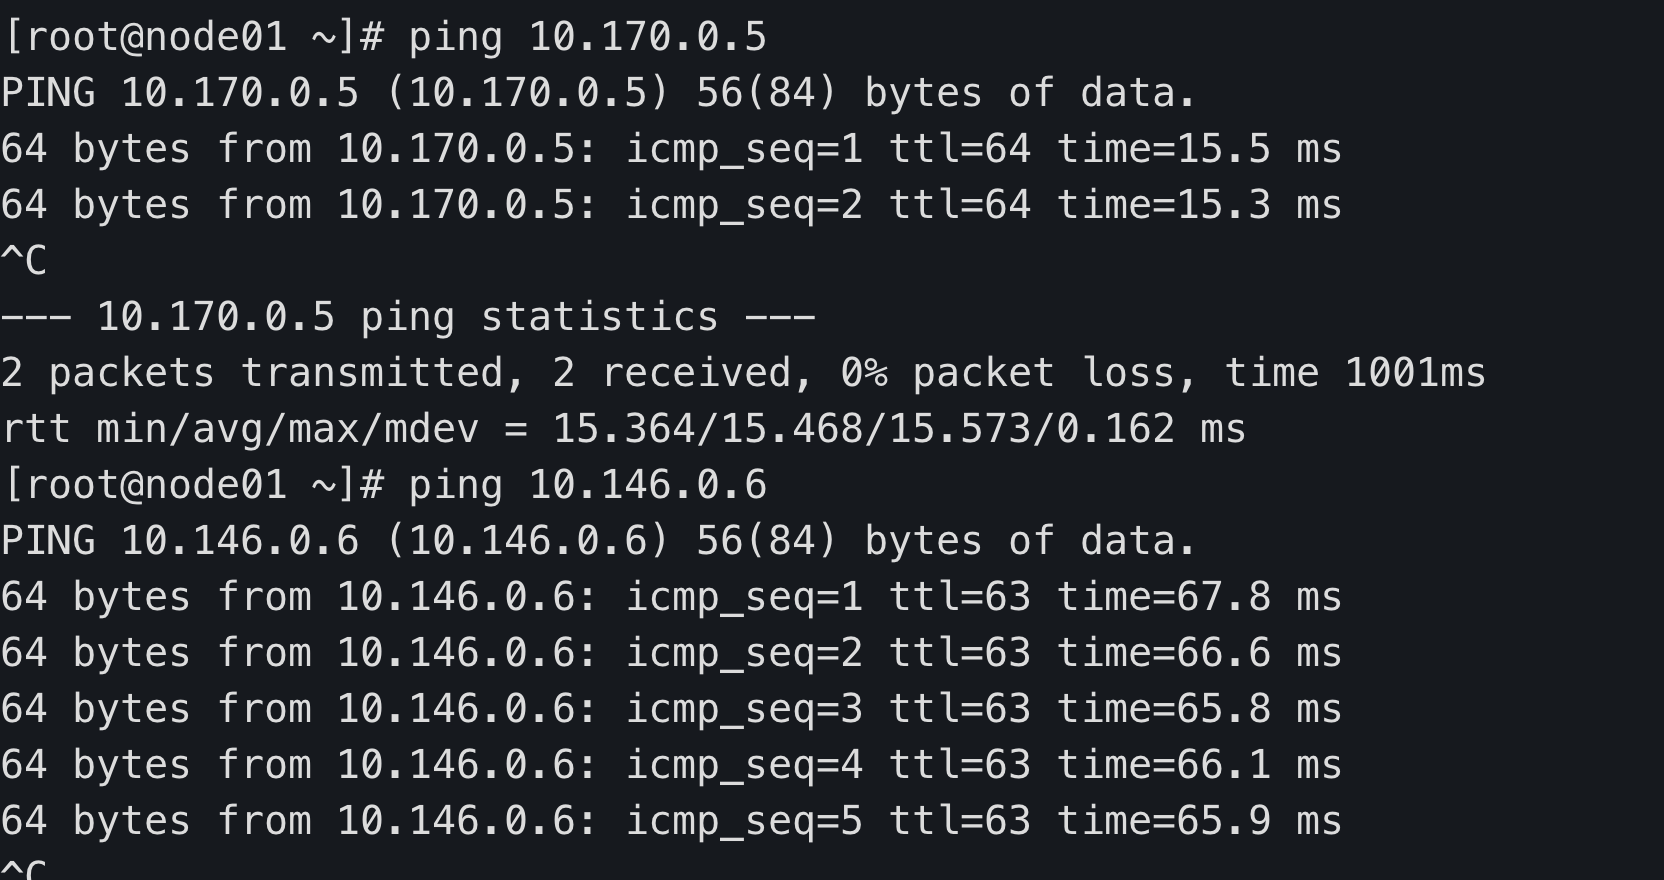 [root@node01 ~]# ping 10.170.0.5
PING 10.170.0.5 (10.170.0.5) 56(84) bytes of data.
64 bytes from 10.170.0.5: icmp_seq=1 ttl=64 time=15.5 ms
64 bytes from 10.170.0.5: icmp_seq=2 ttl=64 time=15.3 ms
^C
--- 10.170.0.5 ping statistics ---
2 packets transmitted, 2 received, 0% packet loss, time 1001ms
rtt min/avg/max/mdev = 15.364/15.468/15.573/0.162 ms
[root@node01 ~]# ping 10.146.0.6
PING 10.146.0.6 (10.146.0.6) 56(84) bytes of data.
64 bytes from 10.146.0.6: icmp_seq=1 ttl=63 time=67.8 ms
64 bytes from 10.146.0.6: icmp_seq=2 ttl=63 time=66.6 ms
64 bytes from 10.146.0.6: icmp_seq=3 ttl=63 time=65.8 ms
64 bytes from 10.146.0.6: icmp_seq=4 ttl=63 time=66.1 ms
64 bytes from 10.146.0.6: icmp_seq=5 ttl=63 time=65.9 ms
^C